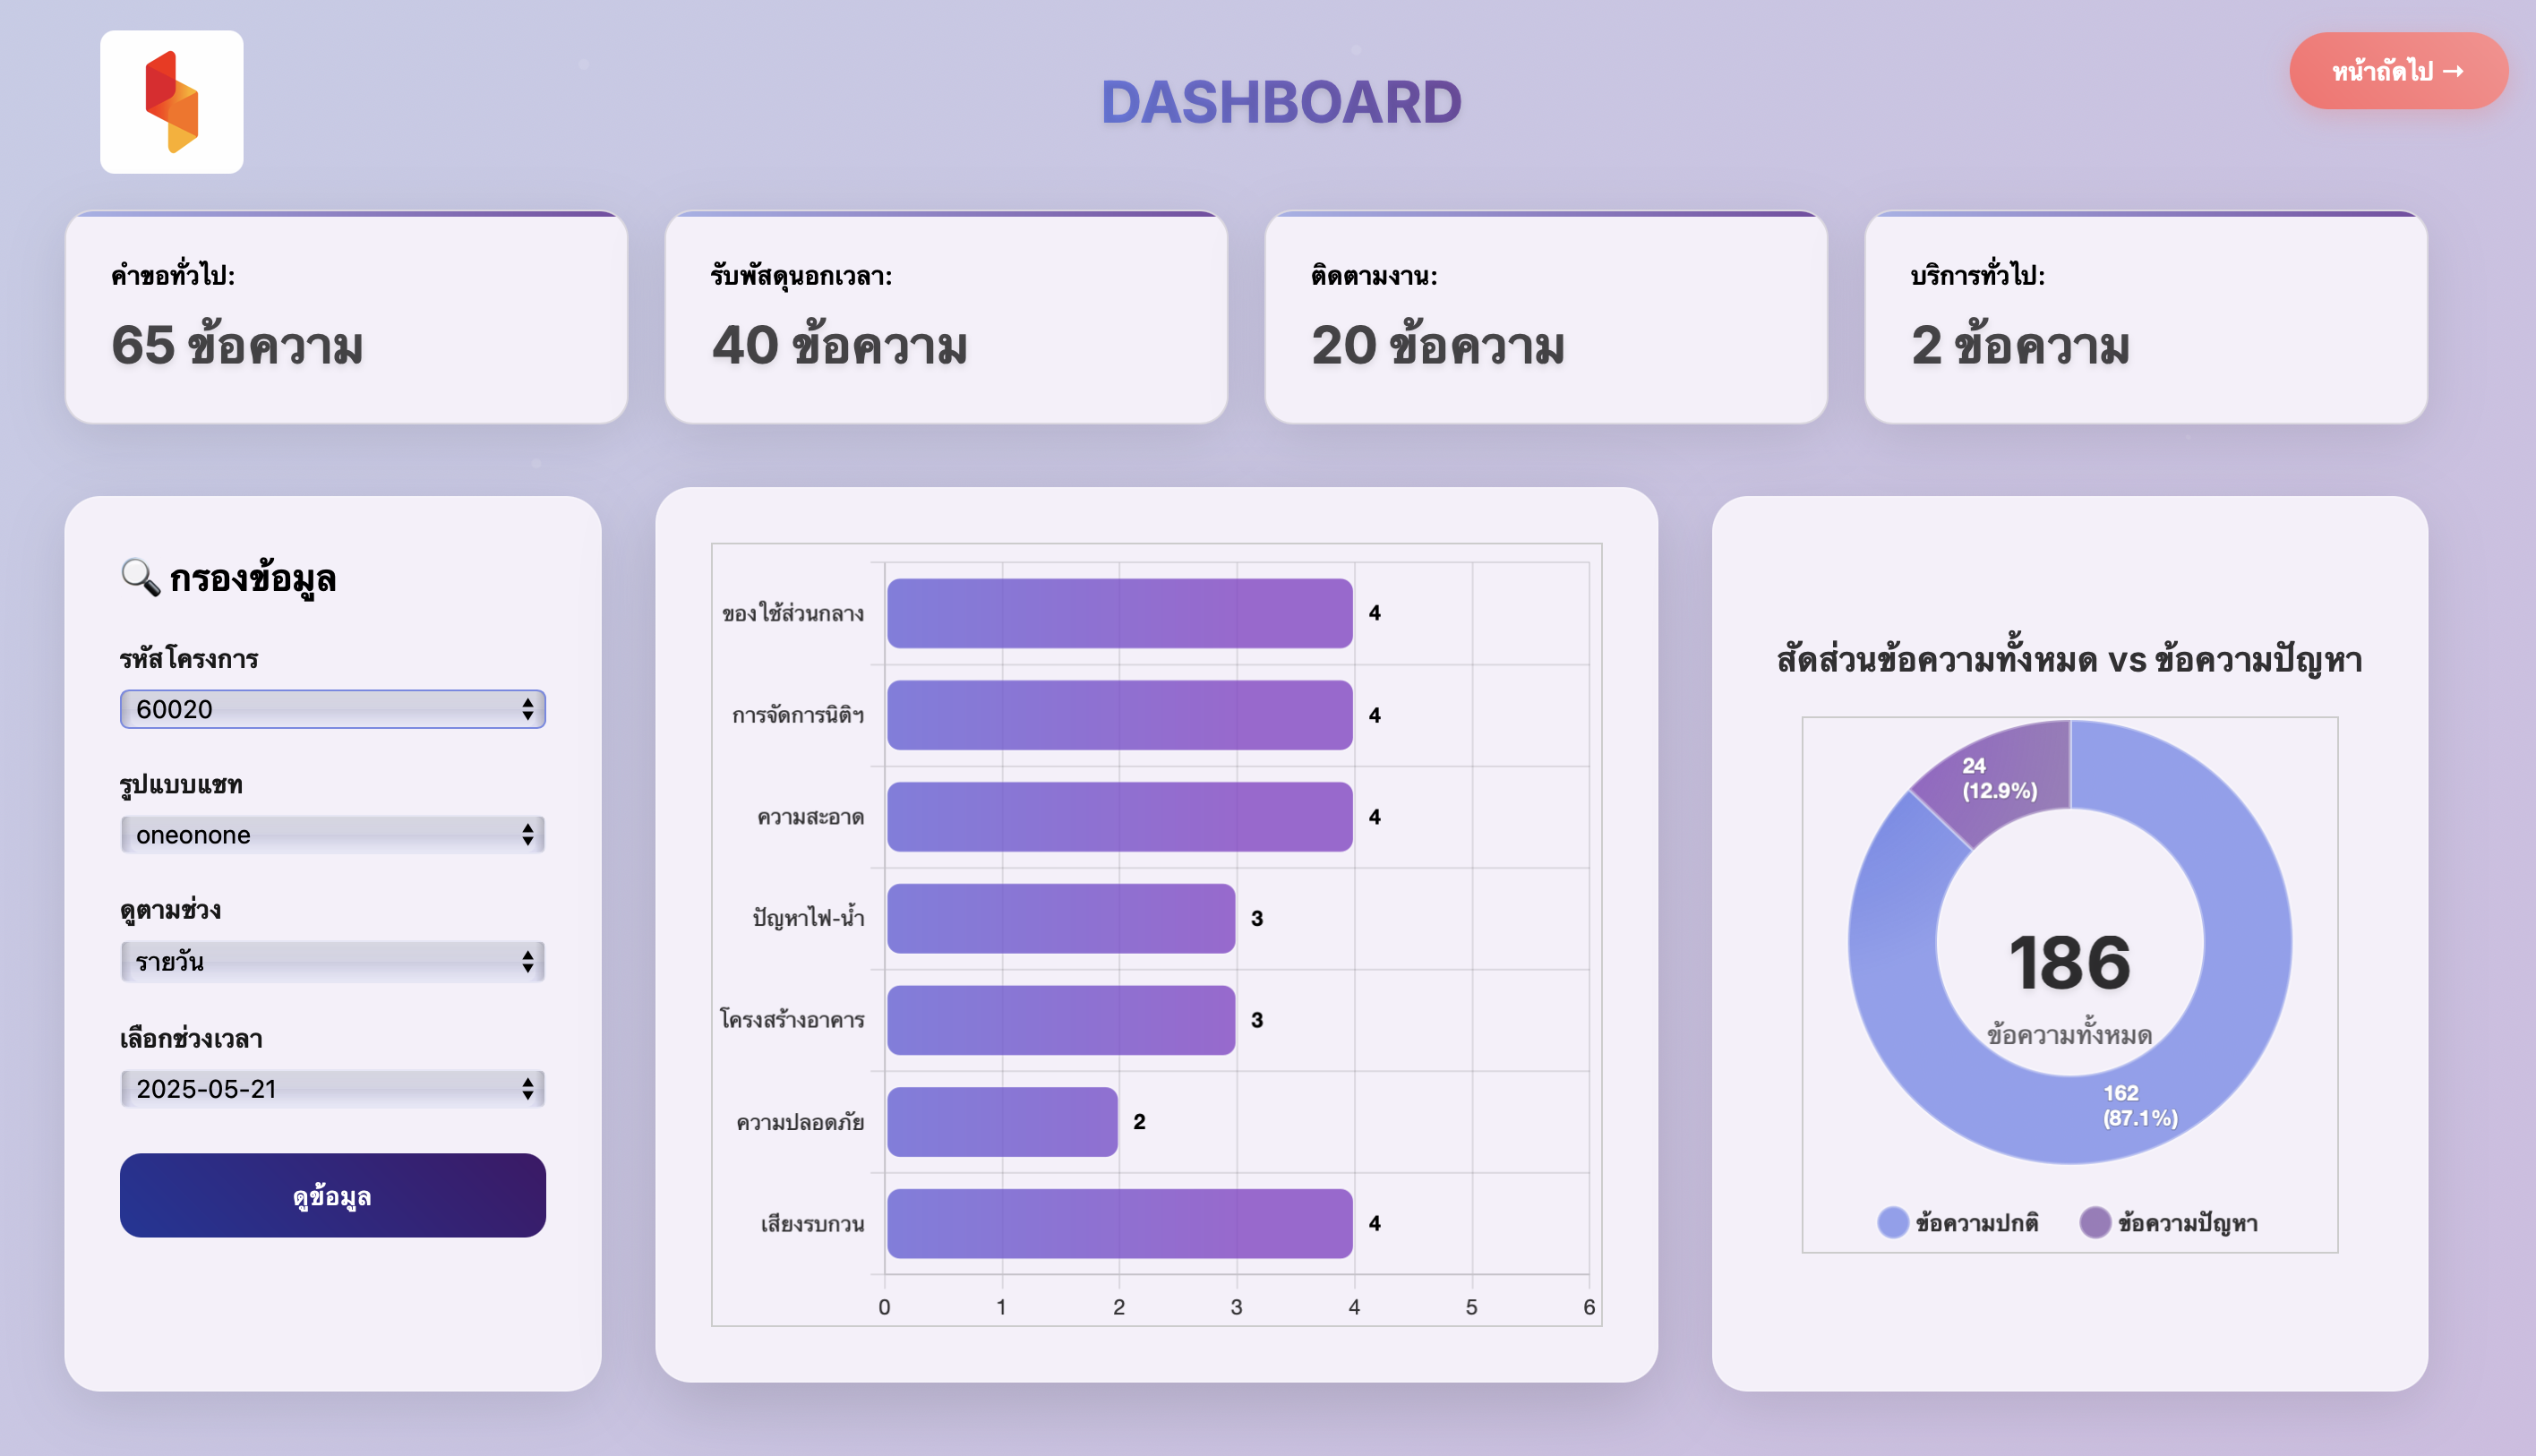 DASHBOARD
หน้าถัดไป →
คำขอทั่วไป:
65 ข้อความ
รับพัสดุนอกเวลา:
40 ข้อความ
ติดตามงาน:
20 ข้อความ
บริการทั่วไป:
2 ข้อความ
🔍 กรองข้อมูล
รหัสโครงการ
60020
รูปแบบแชท
oneonone
ดูตามช่วง
รายวัน
เลือกช่วงเวลา
2025-05-21
ดูข้อมูล
ของใช้ส่วนกลาง 4
การจัดการนิติฯ 4
ความสะอาด 4
ปัญหาไฟ-น้ำ 3
โครงสร้างอาคาร 3
ความปลอดภัย 2
เสียงรบกวน 4
0 1 2 3 4 5 6
สัดส่วนข้อความทั้งหมด vs ข้อความปัญหา
24
(12.9%)
186
ข้อความทั้งหมด
162
(87.1%)
ข้อความปกติ ข้อความปัญหา